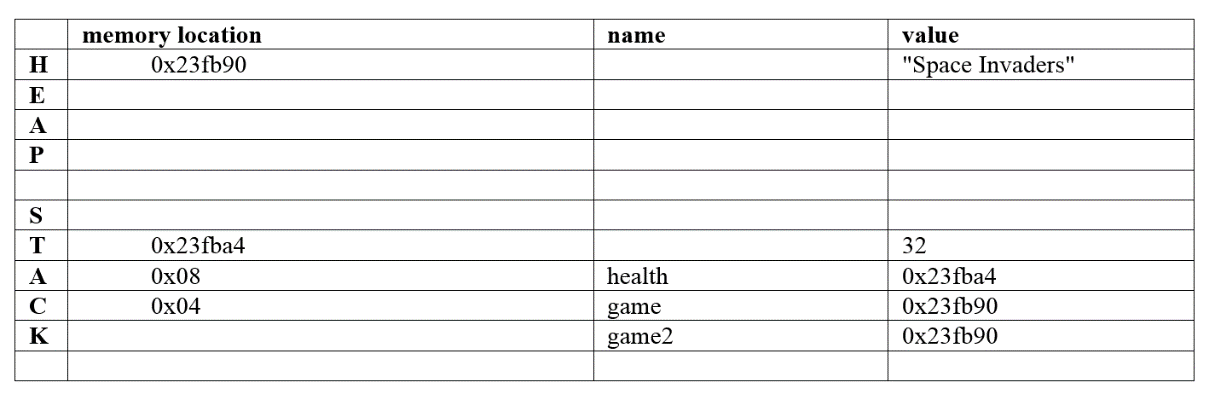 memory location name value
H 0x23fb90 "Space Invaders"
E
A
P
S
T 0x23fba4 32
A 0x08 health 0x23fba4
C 0x04 game 0x23fb90
K game2 0x23fb90